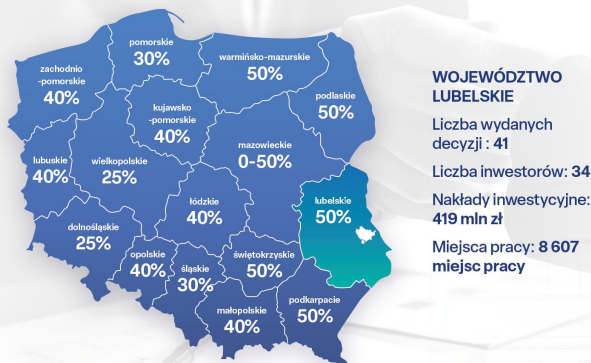 pomorskie
30%
warmińsko-mazurskie
50%
zachodnio
-pomorskie
40%
podlaskie
50%
kujawsko
-pomorskie
40%
mazowieckie
0-50%
lubuskie
40%
wielkopolskie
25%
łódzkie
40%
lubelskie
50%
dolnośląskie
25%
opolskie
40%
śląskie
30%
świętokrzyskie
50%
małopolskie
40%
podkarpacie
50%
WOJEWÓDZTWO
LUBELSKIE
Liczba wydanych
decyzji : 41
Liczba inwestorów: 34
Nakłady inwestycyjne:
419 mln zł
Miejsca pracy: 8 607
miejsc pracy